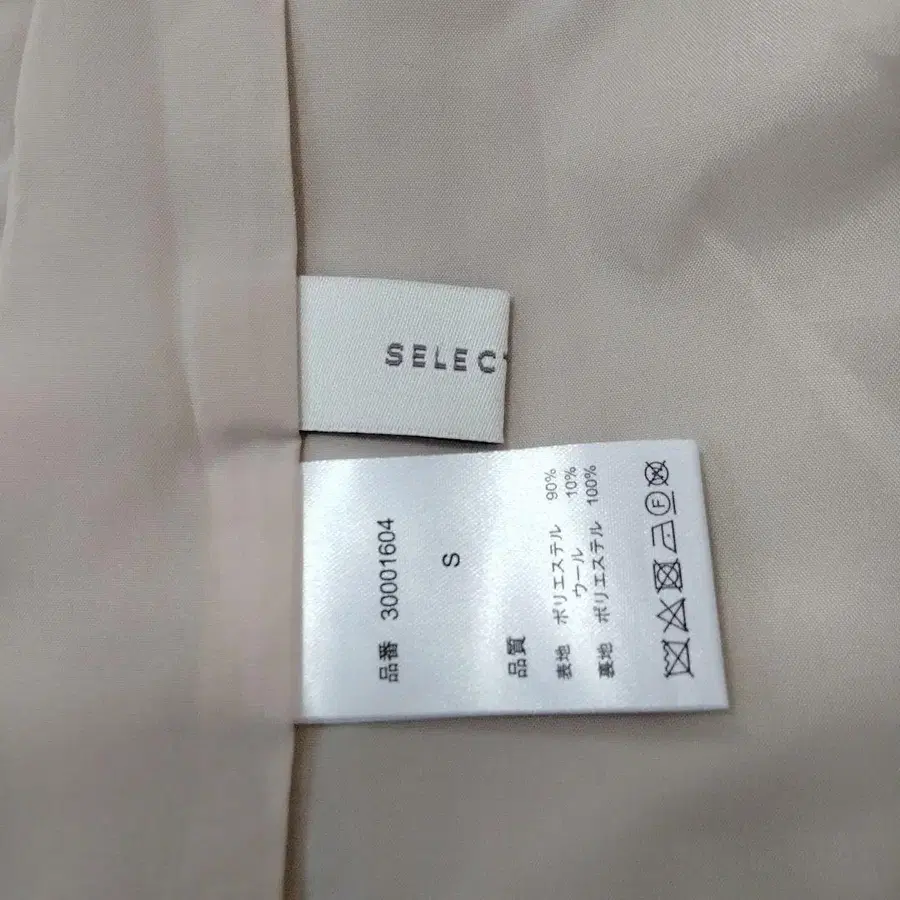 SELEC
品番 30001604
S
品質
表地 ポリエステル 90%
ウール 10%
裏地 ポリエステル 100%
F